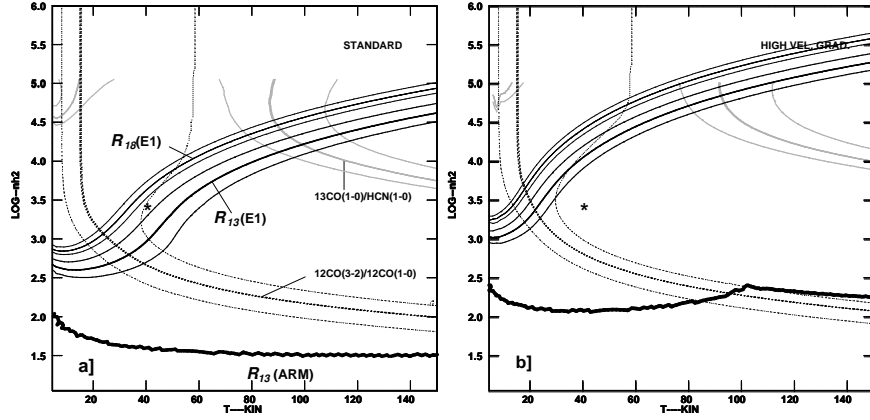 6.0
5.5
5.0
4.5
4.0
3.5
3.0
2.5
2.0
1.5
LOG--nh2
STANDARD
R18(E1)
13CO(1-0)/HCN(1-0)
R13(E1)
*
12CO(3-2)/12CO(1-0)
a]
R13(ARM)
20 40 60 80 100 120 140
T----KIN
6.0
5.5
5.0
4.5
4.0
3.5
3.0
2.5
2.0
1.5
LOG--nh2
HIGH VEL. GRAD.
*
b]
20 40 60 80 100 120 140
T----KIN